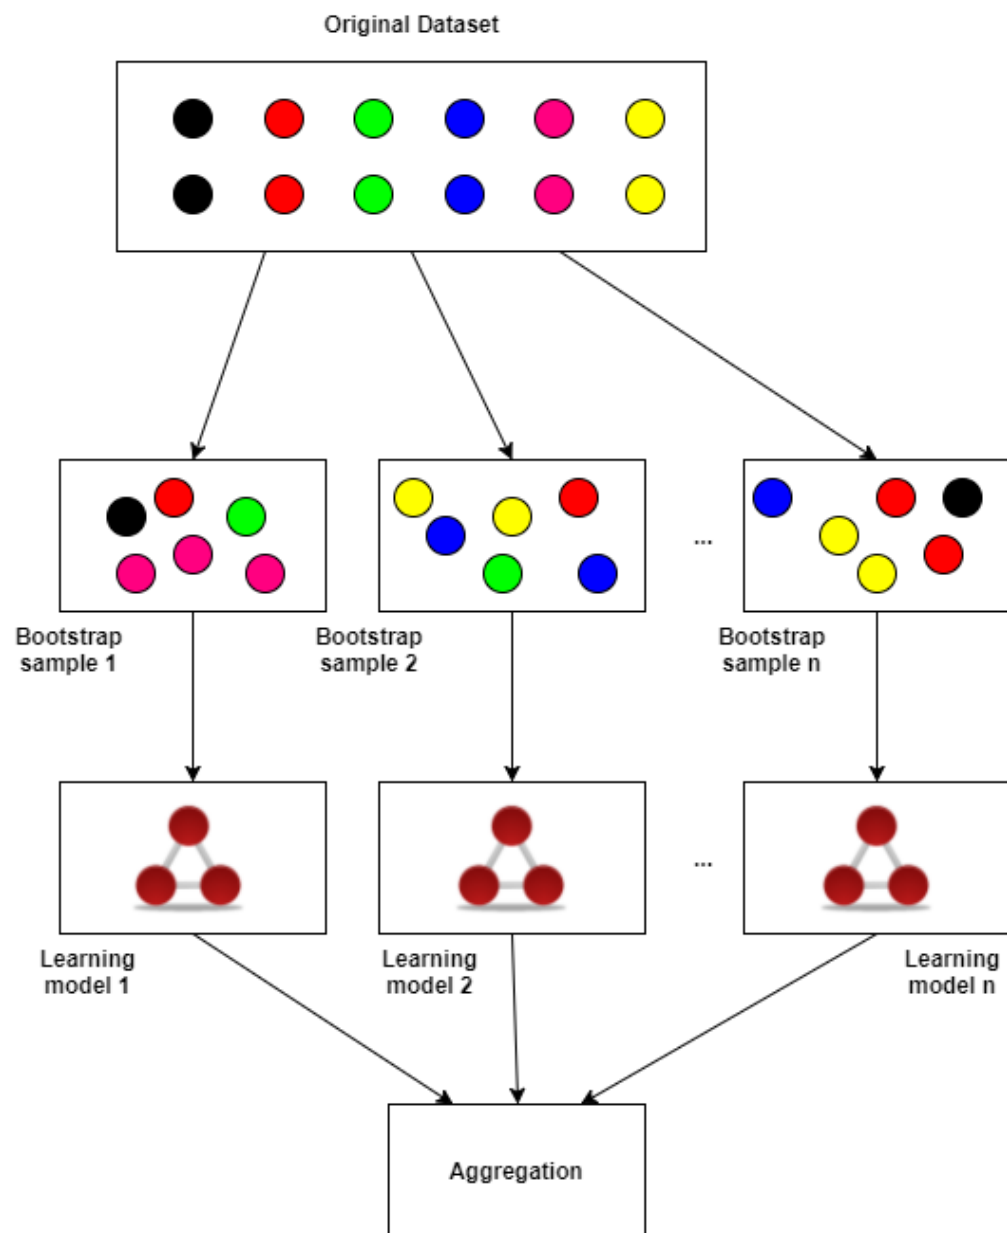 Original Dataset
Bootstrap
sample 1
Bootstrap
sample 2
...
Bootstrap
sample n
Learning
model 1
Learning
model 2
...
Learning
model n
Aggregation